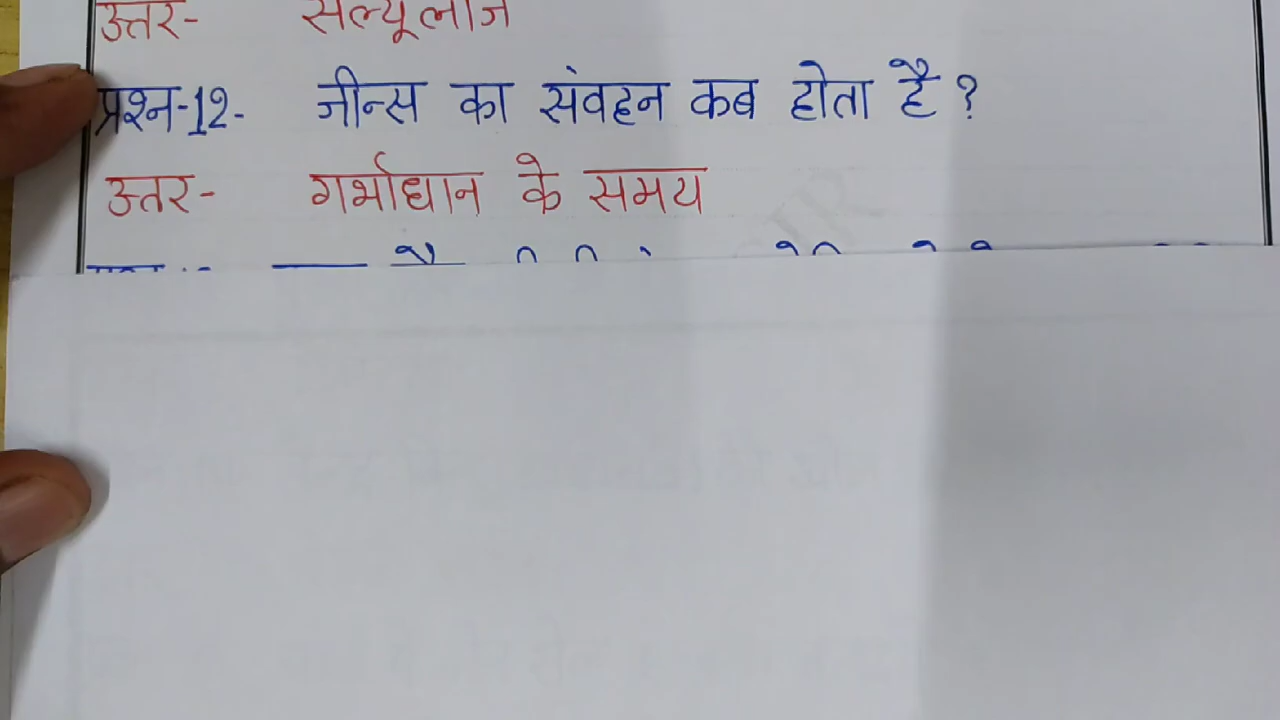 उत्तर- सेल्यूलोज
प्रश्न-12- जीन्स का संवहन कब होता है ?
उत्तर- गर्भाधान के समय